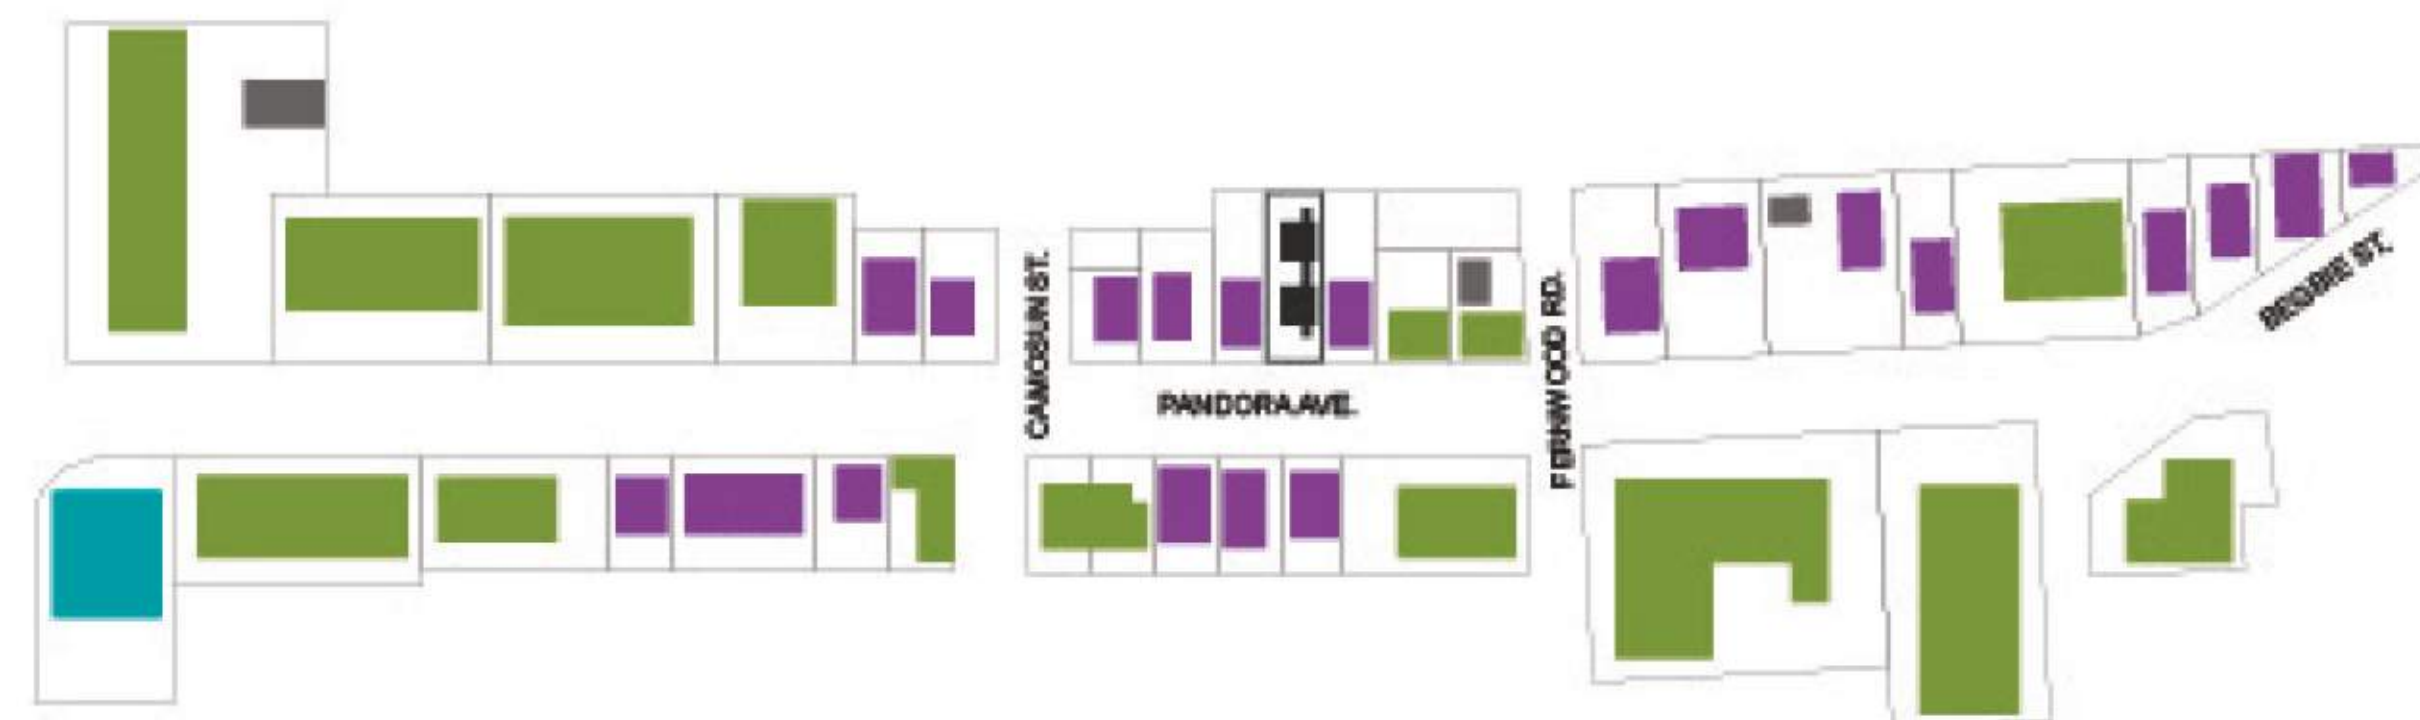 CAMOSUN ST.
PANDORA AVE.
FERNWOOD RD.
BEGBIE ST.